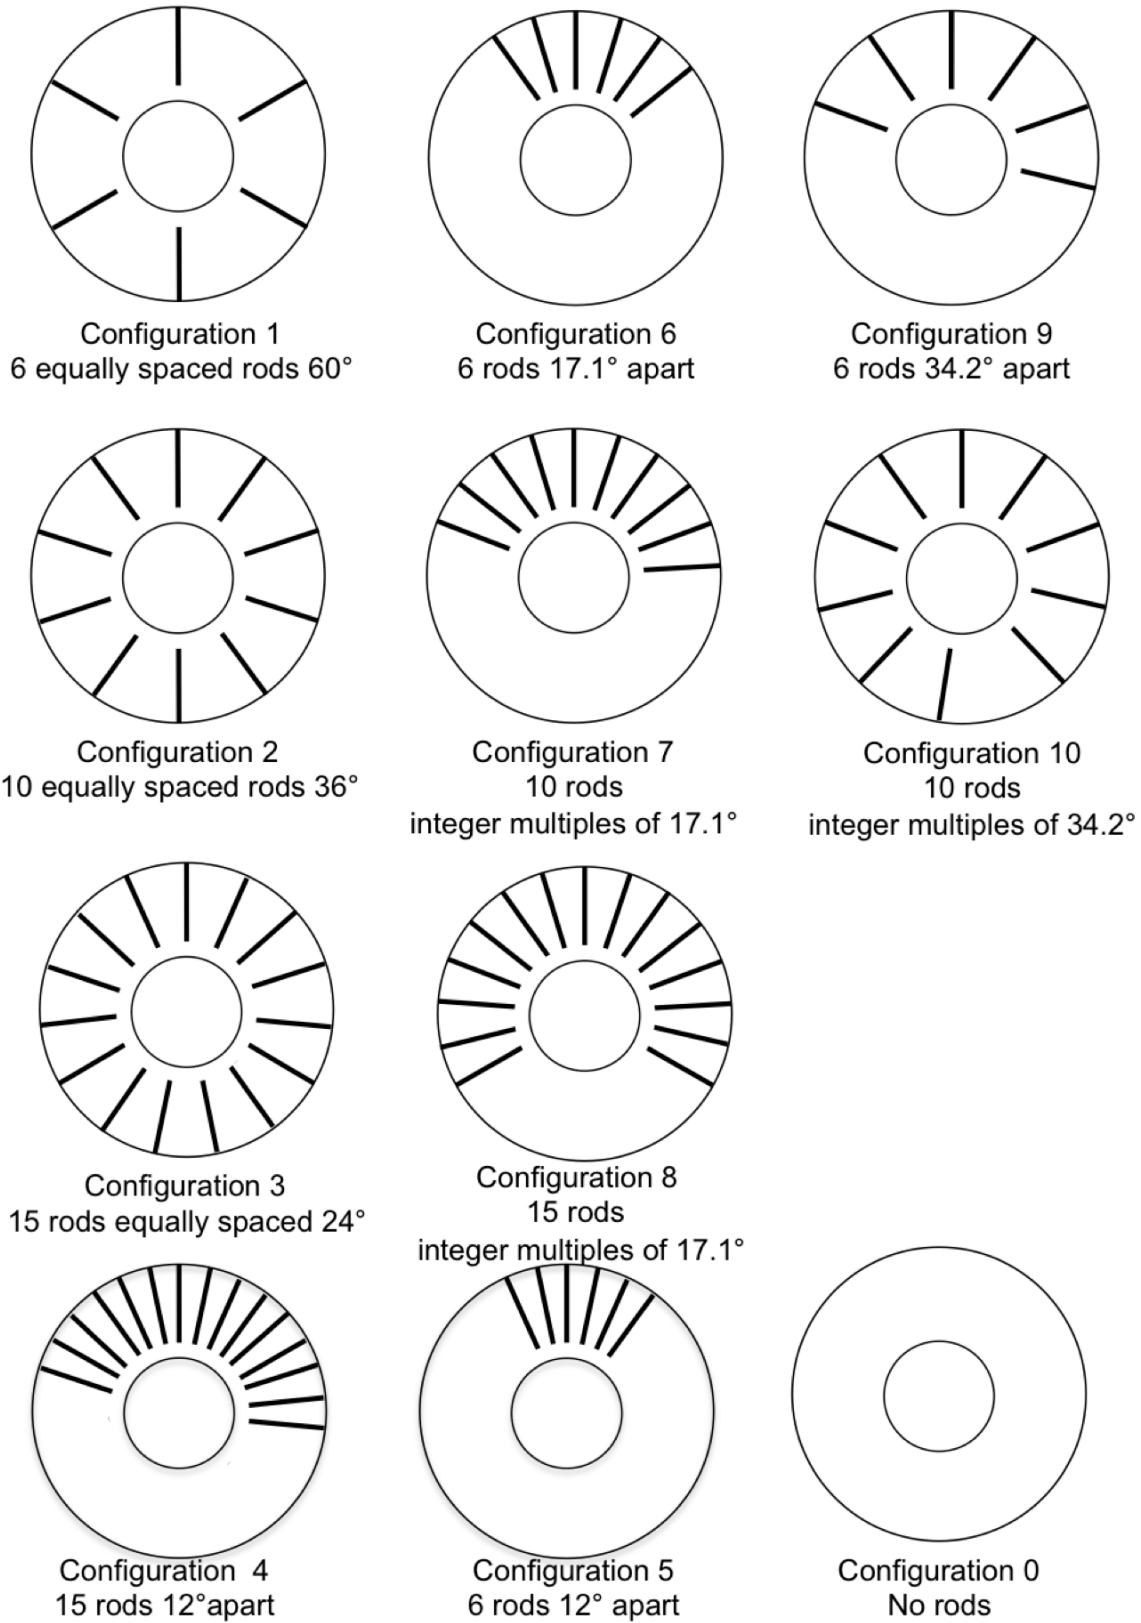 Configuration 1
6 equally spaced rods 60°
Configuration 6
6 rods 17.1° apart
Configuration 9
6 rods 34.2° apart
Configuration 2
10 equally spaced rods 36°
Configuration 7
10 rods
integer multiples of 17.1°
Configuration 10
10 rods
integer multiples of 34.2°
Configuration 3
15 rods equally spaced 24°
Configuration 8
15 rods
integer multiples of 17.1°
Configuration 4
15 rods 12°apart
Configuration 5
6 rods 12° apart
Configuration 0
No rods